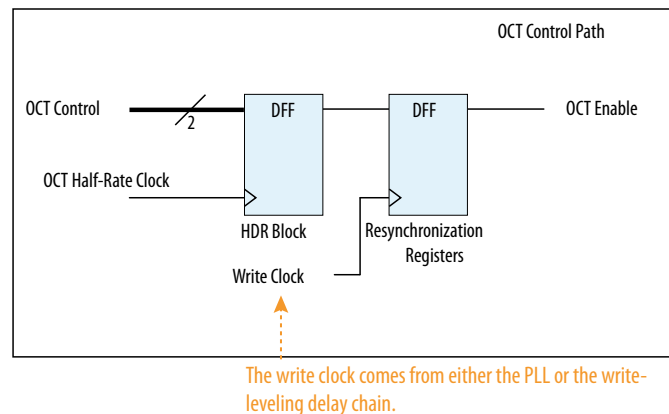 OCT Control Path
OCT Control
2
DFF
DFF
OCT Enable
OCT Half-Rate Clock
HDR Block
Resynchronization
Registers
Write Clock
The write clock comes from either the PLL or the write-
leveling delay chain.